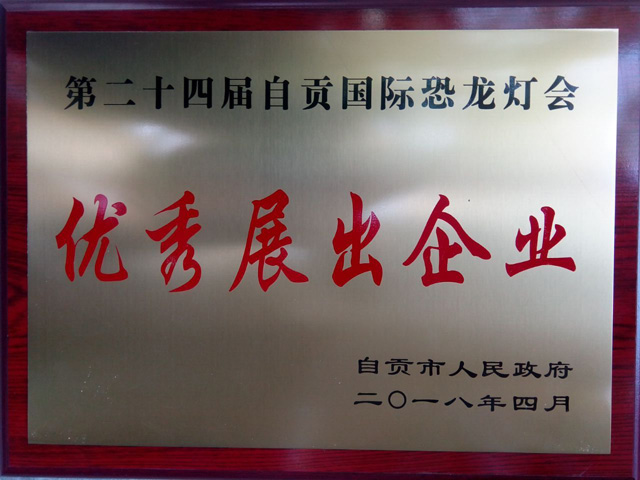 第二十四届自贡国际恐龙灯会
优秀展出企业
自贡市人民政府
二〇一八年四月